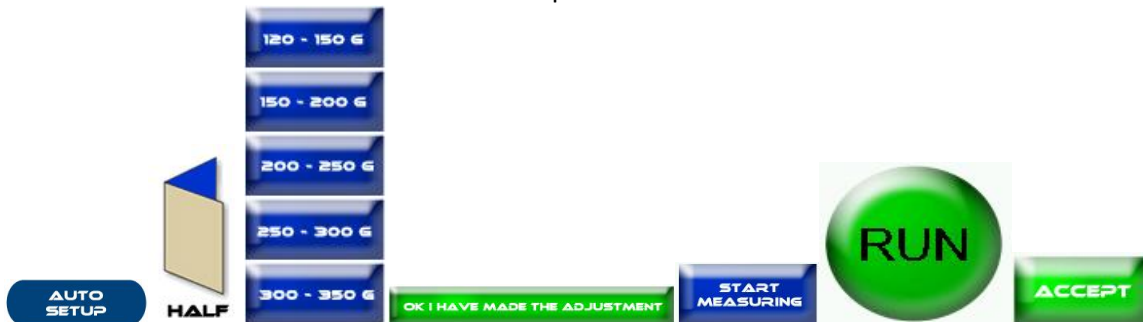 120 - 150 G
150 - 200 G
200 - 250 G
250 - 300 G
300 - 350 G
AUTO
SETUP
HALF
OK I HAVE MADE THE ADJUSTMENT
START
MEASURING
RUN
ACCEPT